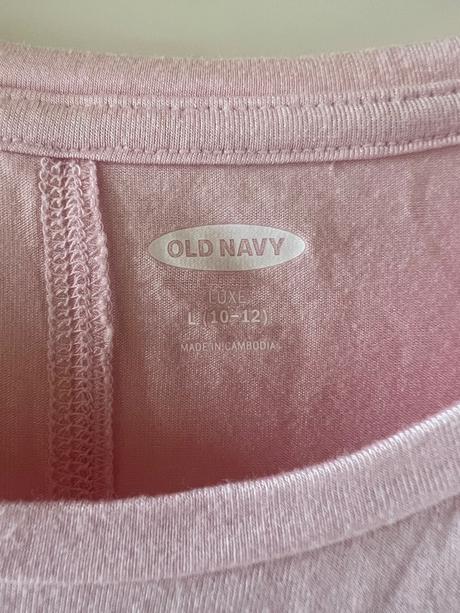 OLD NAVY
LUXE
L (10-12)
MADE IN CAMBODIA